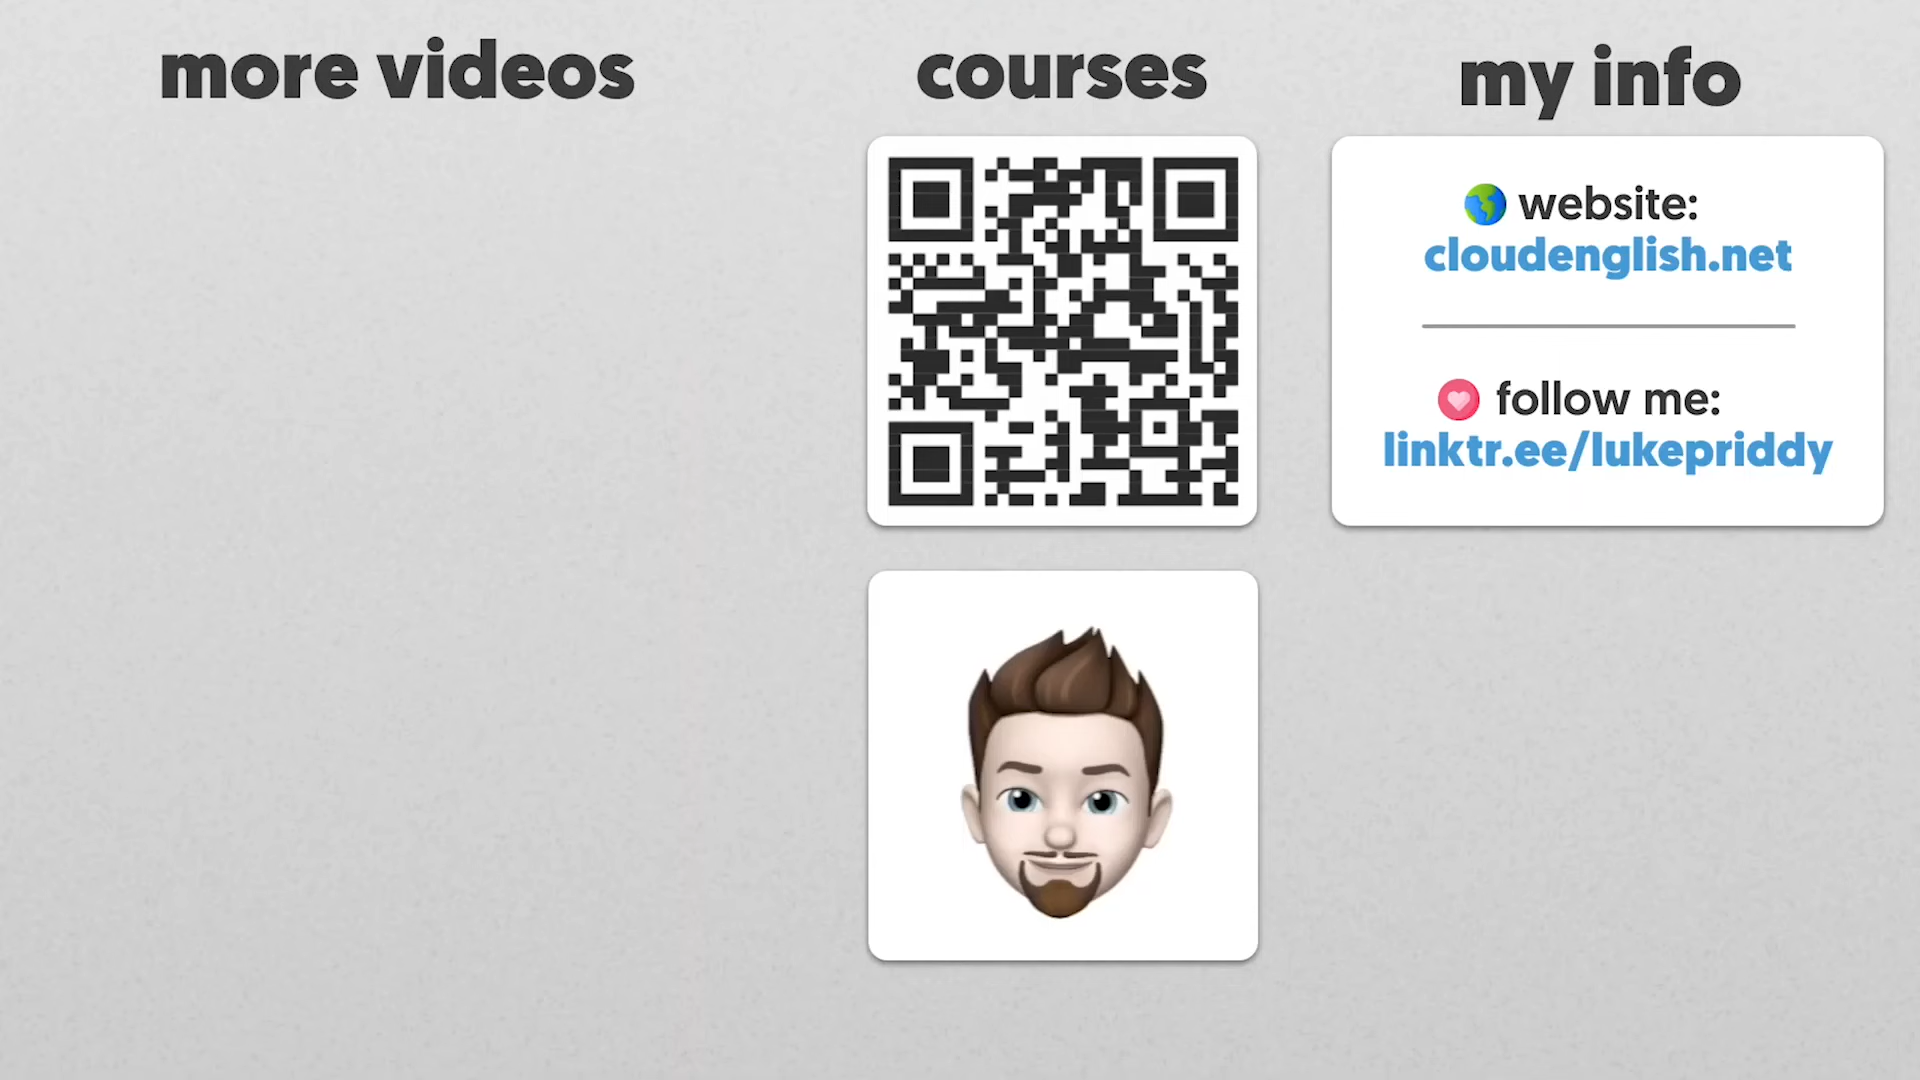 more videos
courses
my info
website:
cloudenglish.net
follow me:
linktr.ee/lukepriddy